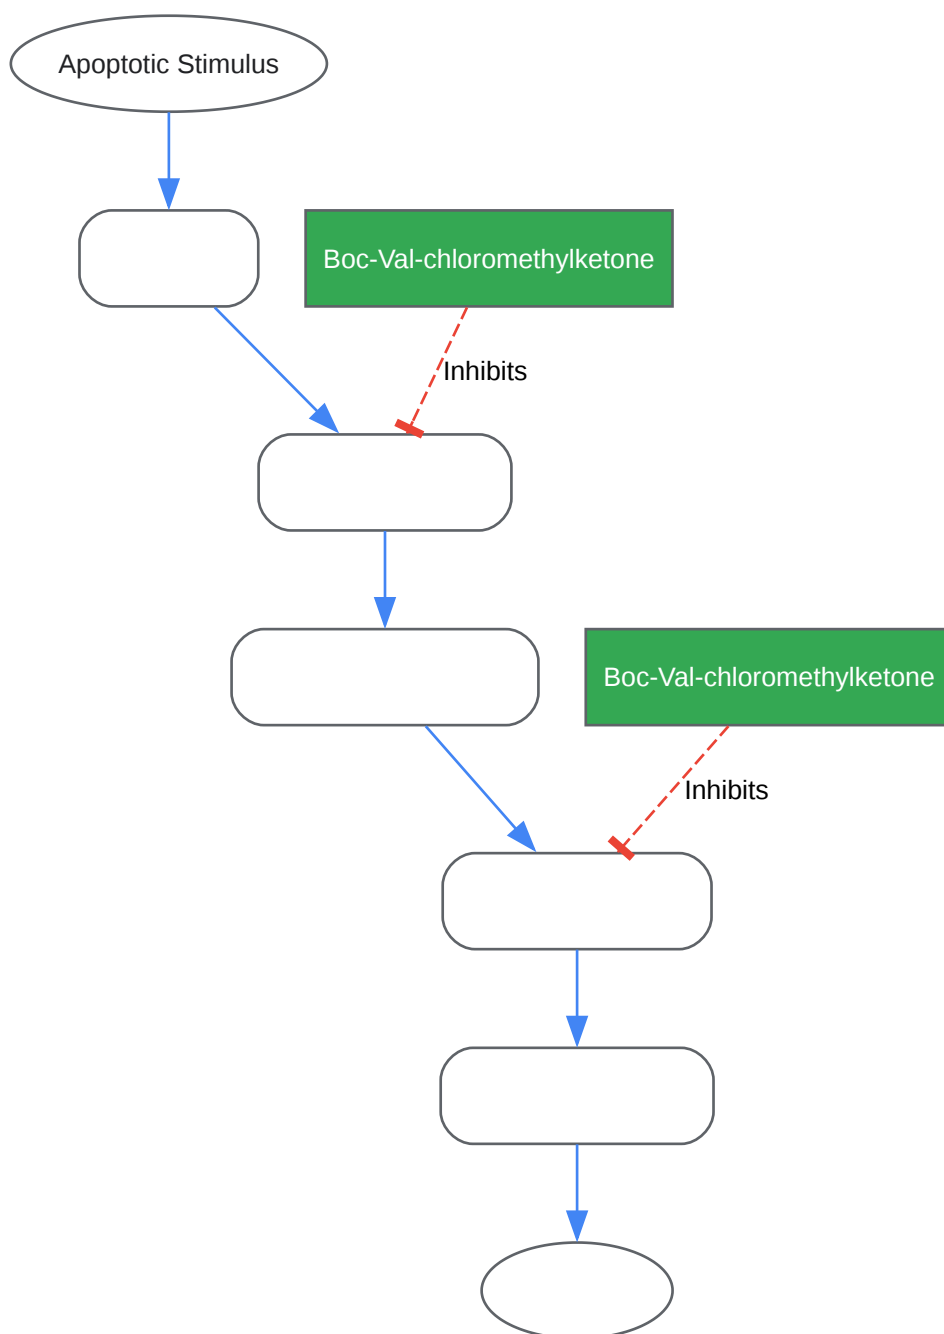 Apoptotic Stimulus
Boc-Val-chloromethylketone
Inhibits
Boc-Val-chloromethylketone
Inhibits